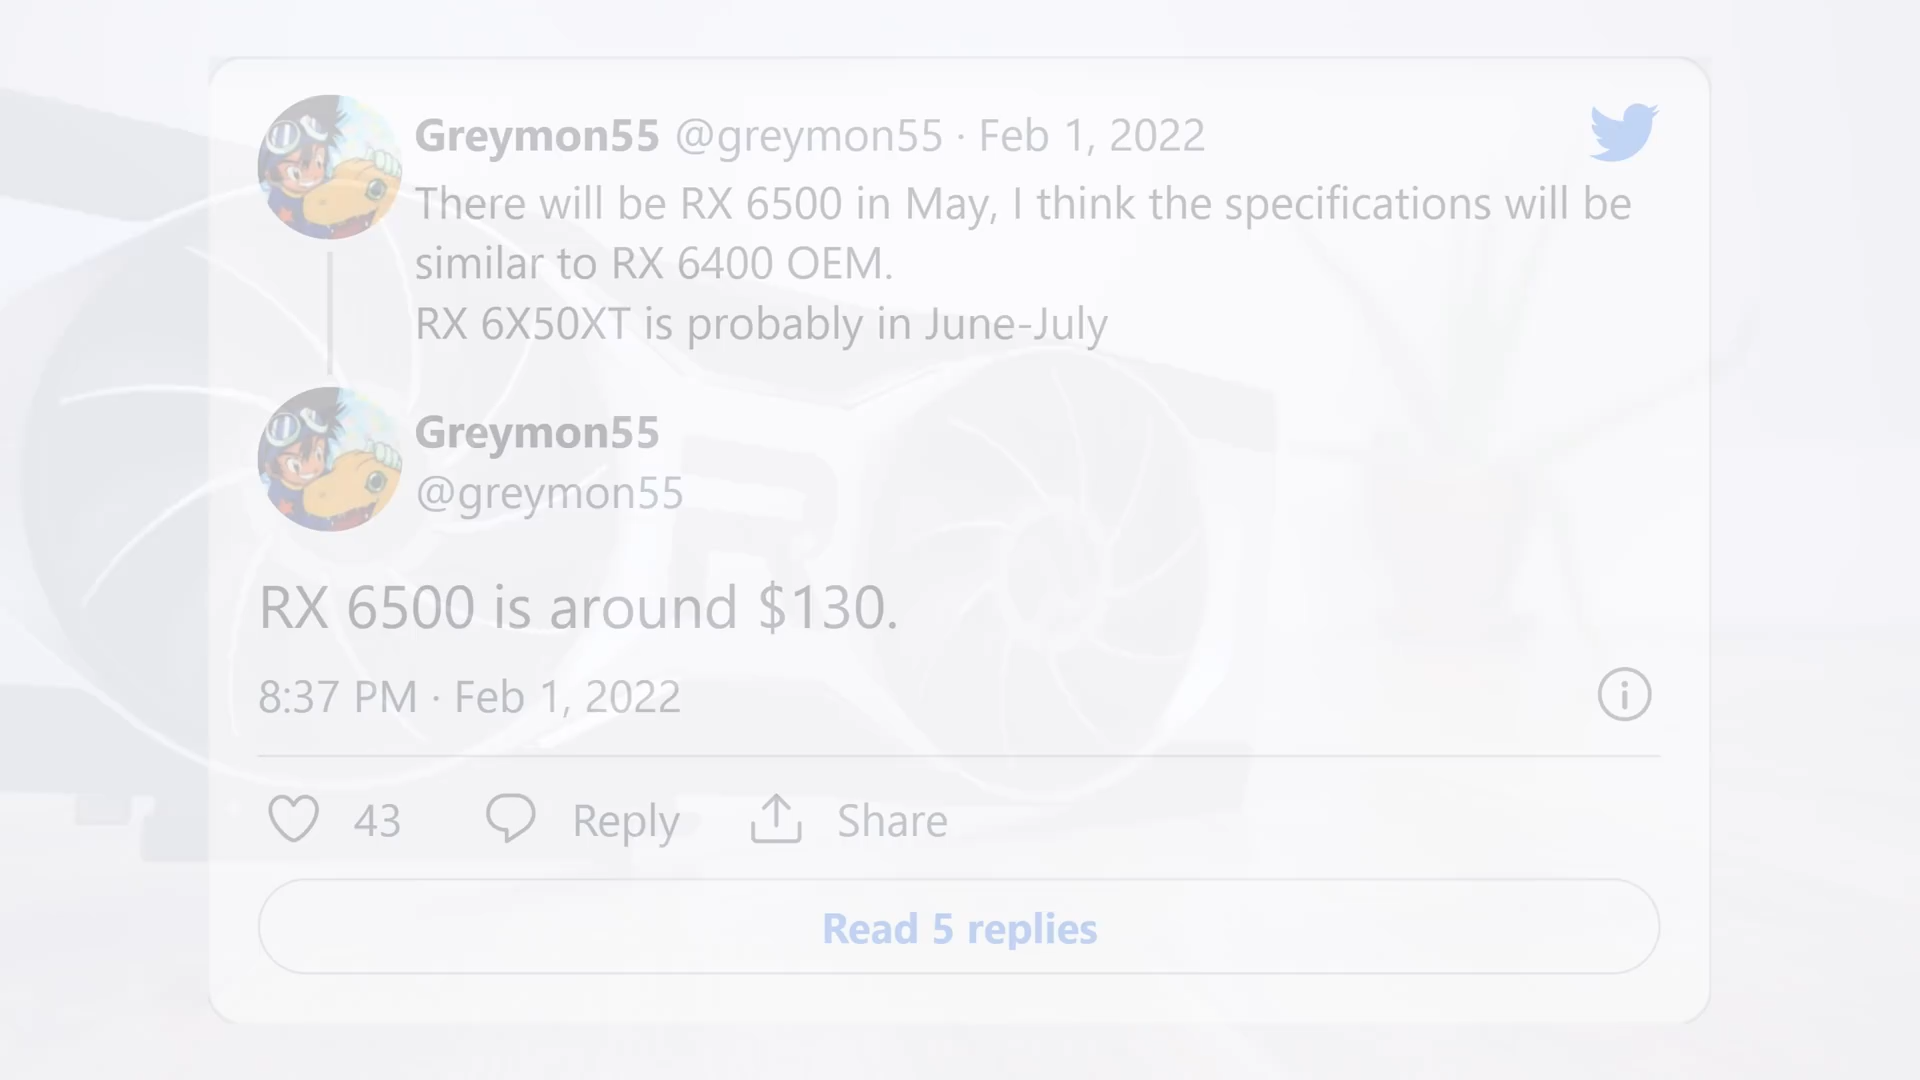 Greymon55 @greymon55 · Feb 1, 2022
There will be RX 6500 in May, I think the specifications will be
similar to RX 6400 OEM.
RX 6X50XT is probably in June-July
Greymon55
@greymon55
RX 6500 is around $130.
8:37 PM · Feb 1, 2022
43 Reply Share
Read 5 replies